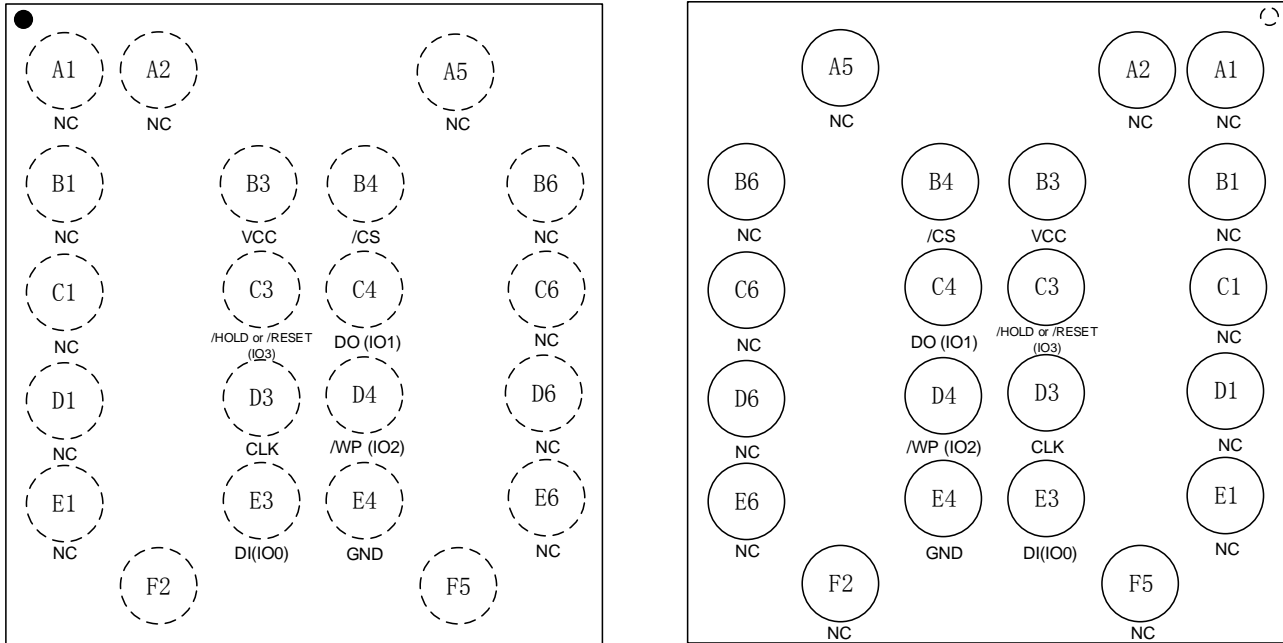 A1 A2 A5
NC NC NC
B1 B3 B4 B6
NC VCC /CS NC
C1 C3 C4 C6
NC /HOLD or /RESET DO (IO1) NC
(IO3)
D1 D3 D4 D6
NC CLK /WP (IO2) NC
E1 E3 E4 E6
NC DI(IO0) GND NC
F2 F5
A5 A2 A1
NC NC NC
B6 B4 B3 B1
NC /CS VCC NC
C6 C4 C3 C1
NC DO (IO1) /HOLD or /RESET NC
(IO3)
D6 D4 D3 D1
NC /WP (IO2) CLK NC
E6 E4 E3 E1
NC GND DI(IO0) NC
F2 F5
NC NC